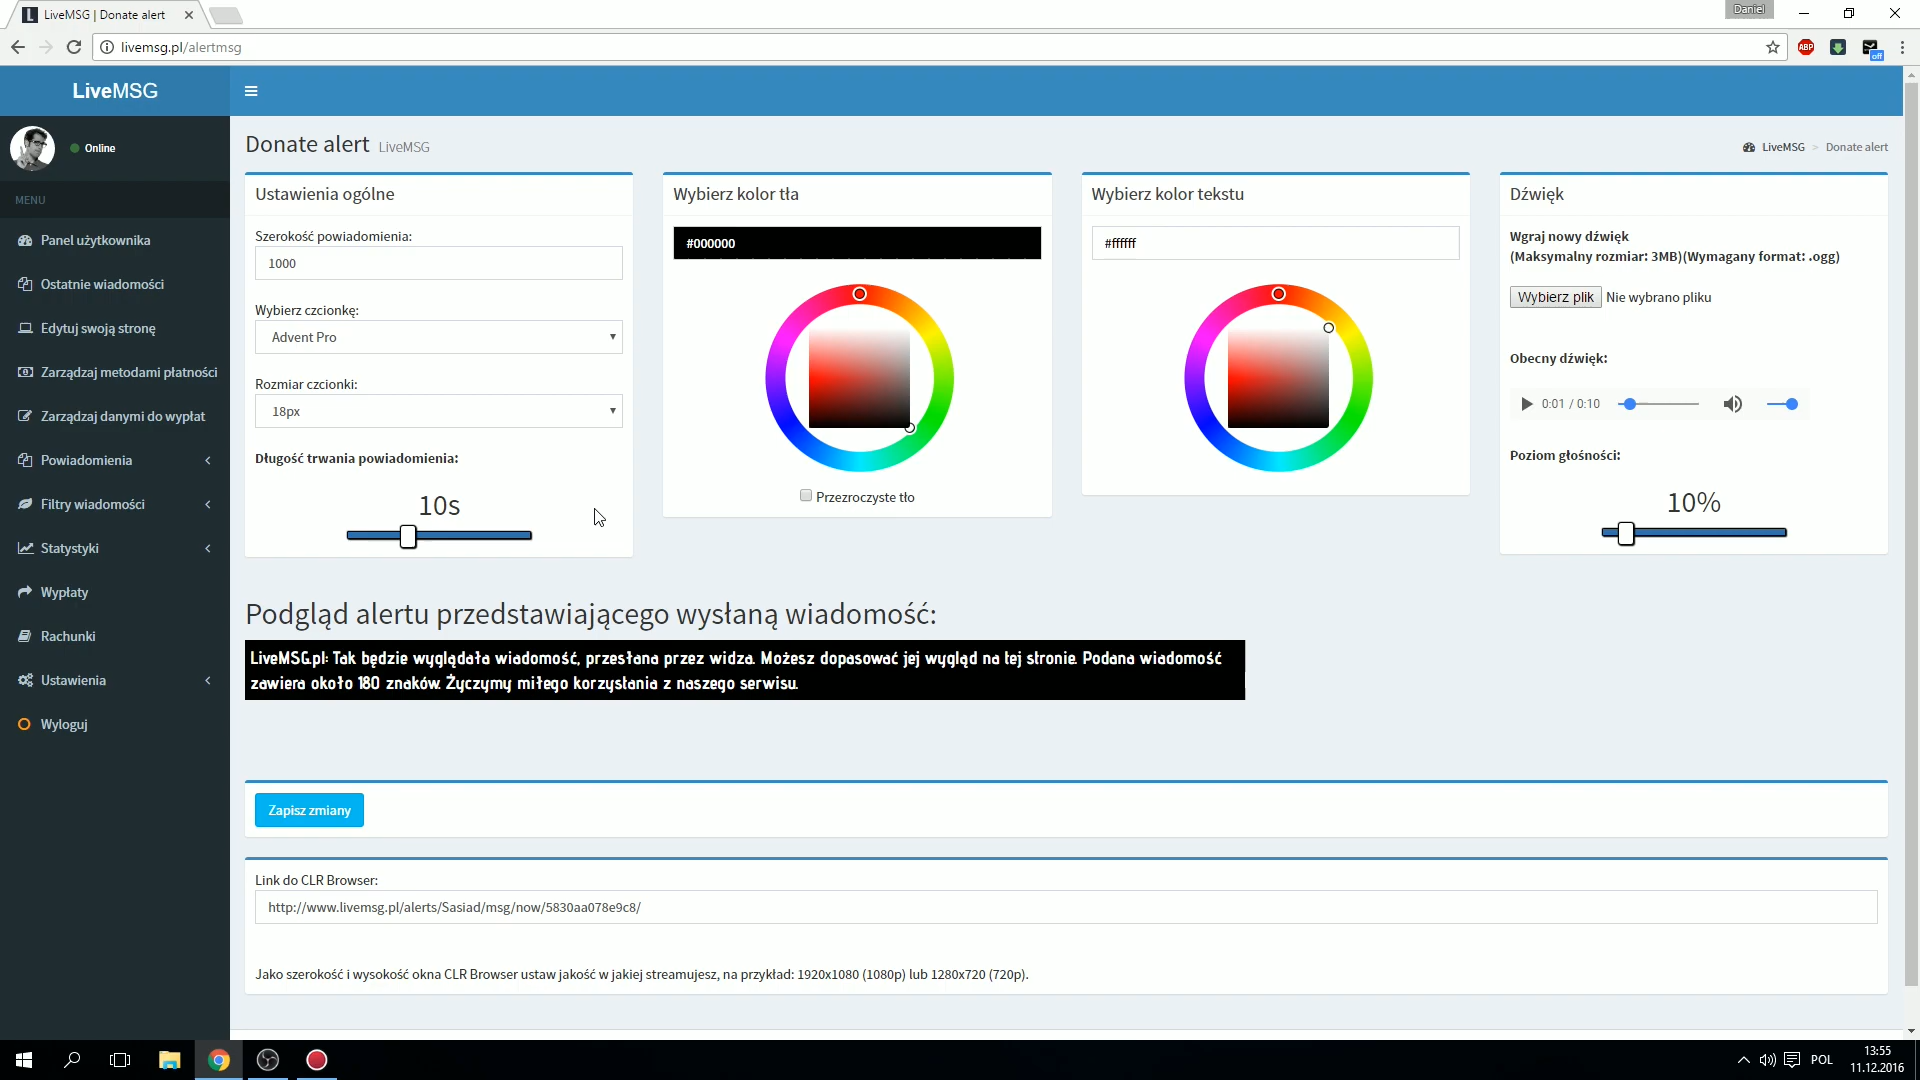 LiveMSG | Donate alert
Daniel
livemsg.pl/alertmsg
ABP
off
LiveMSG
Online
MENU
Panel użytkownika
Ostatnie wiadomości
Edytuj swoją stronę
Zarządzaj metodami płatności
Zarządzaj danymi do wypłat
Powiadomienia
Filtry wiadomości
Statystyki
Wypłaty
Rachunki
Ustawienia
Wyloguj
Donate alert LiveMSG
LiveMSG > Donate alert
Ustawienia ogólne
Szerokość powiadomienia:
1000
Wybierz czcionkę:
Advent Pro
Rozmiar czcionki:
18px
Długość trwania powiadomienia:
10s
Wybierz kolor tła
#000000
Przezroczyste tło
Wybierz kolor tekstu
#ffffff
Dźwięk
Wgraj nowy dźwięk
(Maksymalny rozmiar: 3MB)(Wymagany format: .ogg)
Wybierz plik Nie wybrano pliku
Obecny dźwięk:
0:01 / 0:10
Poziom głośności:
10%
Podgląd alertu przedstawiającego wysłaną wiadomość:
LiveMSG.pl: Tak będzie wyglądała wiadomość, przesłana przez widza. Możesz dopasować jej wygląd na tej stronie. Podana wiadomość
zawiera około 180 znaków. Życzymy miłego korzystania z naszego serwisu.
Zapisz zmiany
Link do CLR Browser:
http://www.livemsg.pl/alerts/Sasiad/msg/now/5830aa078e9c8/
Jako szerokość i wysokość okna CLR Browser ustaw jakość w jakiej streamujesz, na przykład: 1920x1080 (1080p) lub 1280x720 (720p).
POL
13:55
11.12.2016